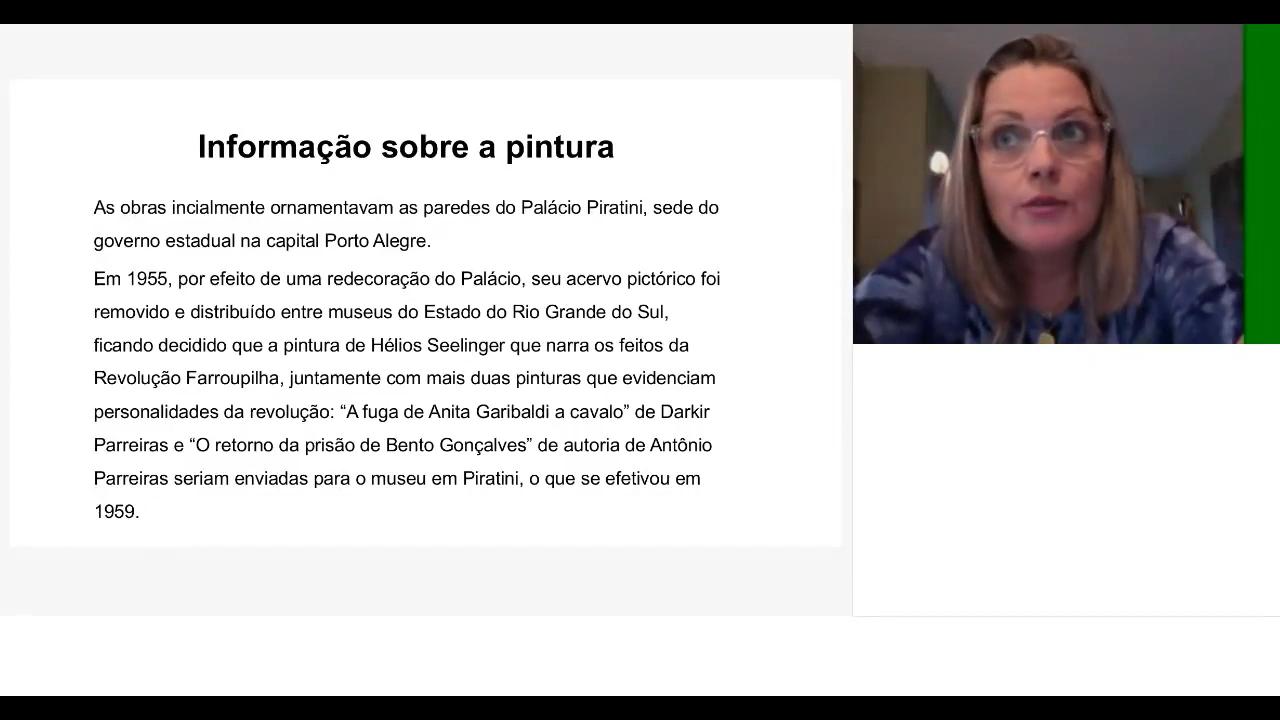 Informação sobre a pintura
As obras incialmente ornamentavam as paredes do Palácio Piratini, sede do
governo estadual na capital Porto Alegre.
Em 1955, por efeito de uma redecoração do Palácio, seu acervo pictórico foi
removido e distribuído entre museus do Estado do Rio Grande do Sul,
ficando decidido que a pintura de Hélios Seelinger que narra os feitos da
Revolução Farroupilha, juntamente com mais duas pinturas que evidenciam
personalidades da revolução: “A fuga de Anita Garibaldi a cavalo” de Darkir
Parreiras e “O retorno da prisão de Bento Gonçalves” de autoria de Antônio
Parreiras seriam enviadas para o museu em Piratini, o que se efetivou em
1959.